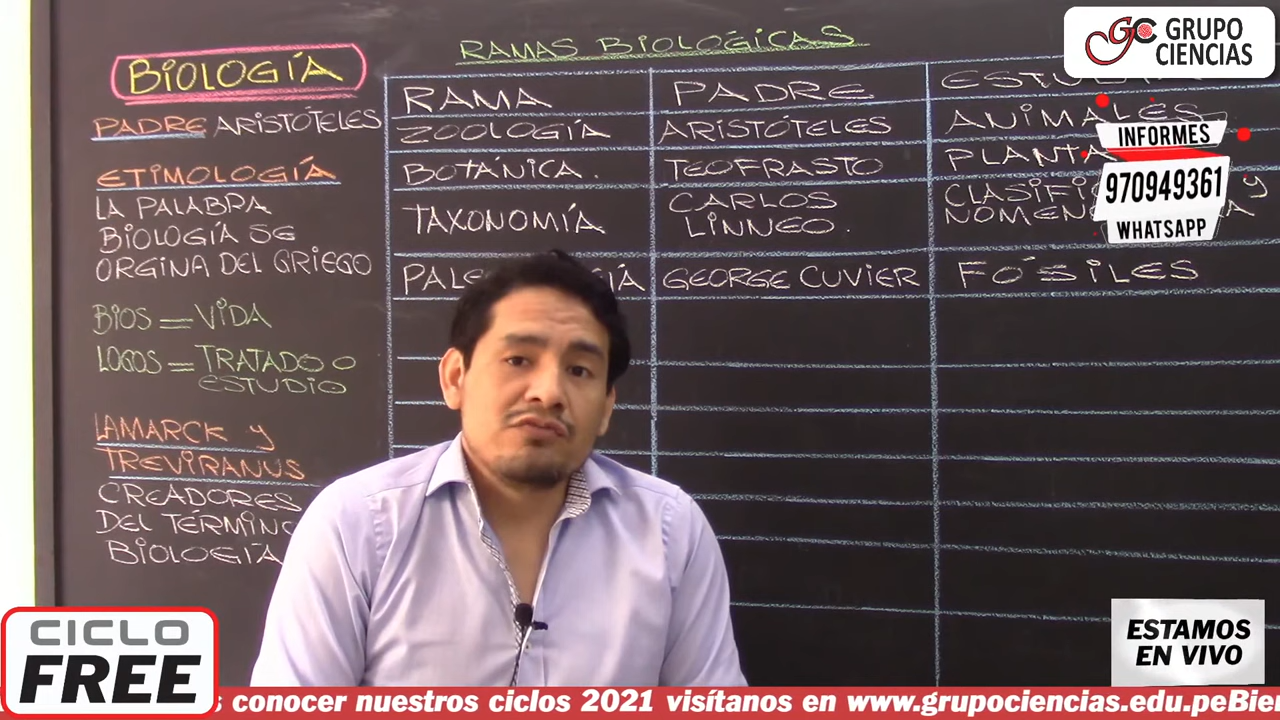 RAMAS BIOLÓGICAS
GRUPO
CIENCIAS
BIOLOGÍA
PADRE ARISTÓTELES
ETIMOLOGÍA
LA PALABRA
BIOLOGÍA SE
ORGINA DEL GRIEGO
BIOS = VIDA
LOGOS = TRATADO O
ESTUDIO
LAMARCK Y
TREVIRANUS
CREADORES
DEL TÉRMINO
BIOLOGÍA
RAMA PADRE
ZOOLOGÍA ARISTÓTELES ANIMALES
BOTÁNICA. TEOFRASTO
TAXONOMÍA CARLOS
LINNEO. Y
GEORGE CUVIER FÓSILES
INFORMES
970949361
WHATSAPP
CICLO
FREE
ESTAMOS
EN VIVO
conocer nuestros ciclos 2021 visítanos en www.grupociencias.edu.pe